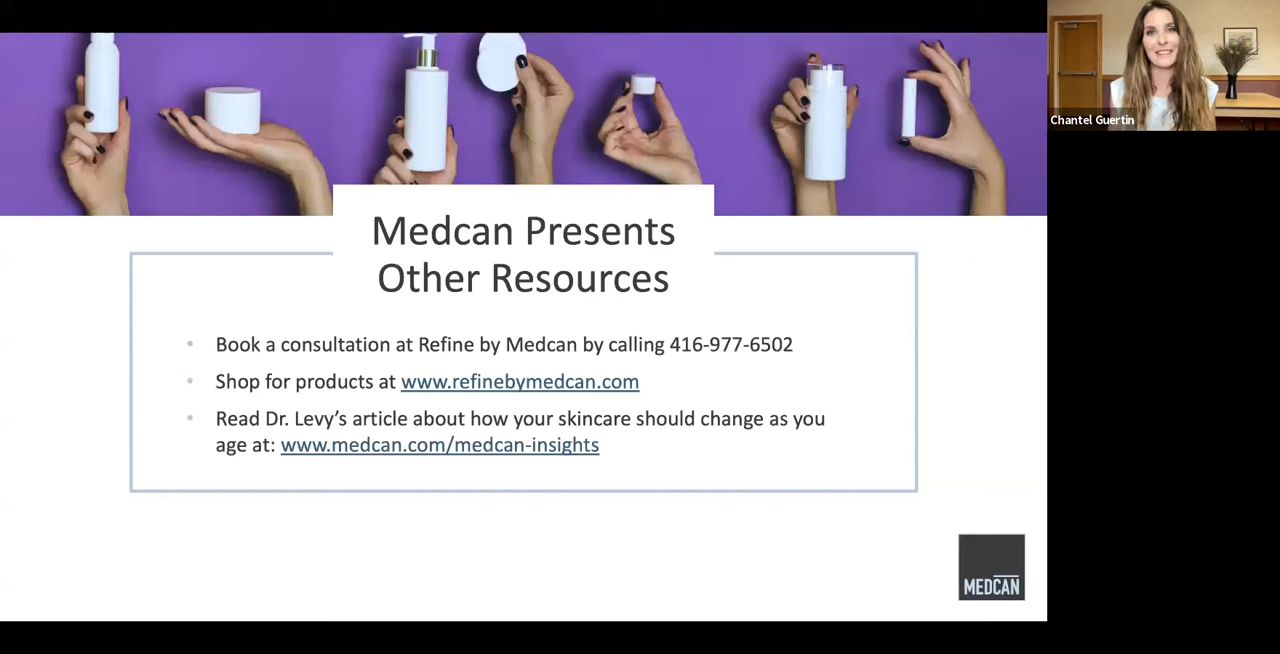 Chantel Guertin
Medcan Presents
Other Resources
• Book a consultation at Refine by Medcan by calling 416-977-6502
• Shop for products at www.refinebymedcan.com
• Read Dr. Levy’s article about how your skincare should change as you
age at: www.medcan.com/medcan-insights
MEDCAN